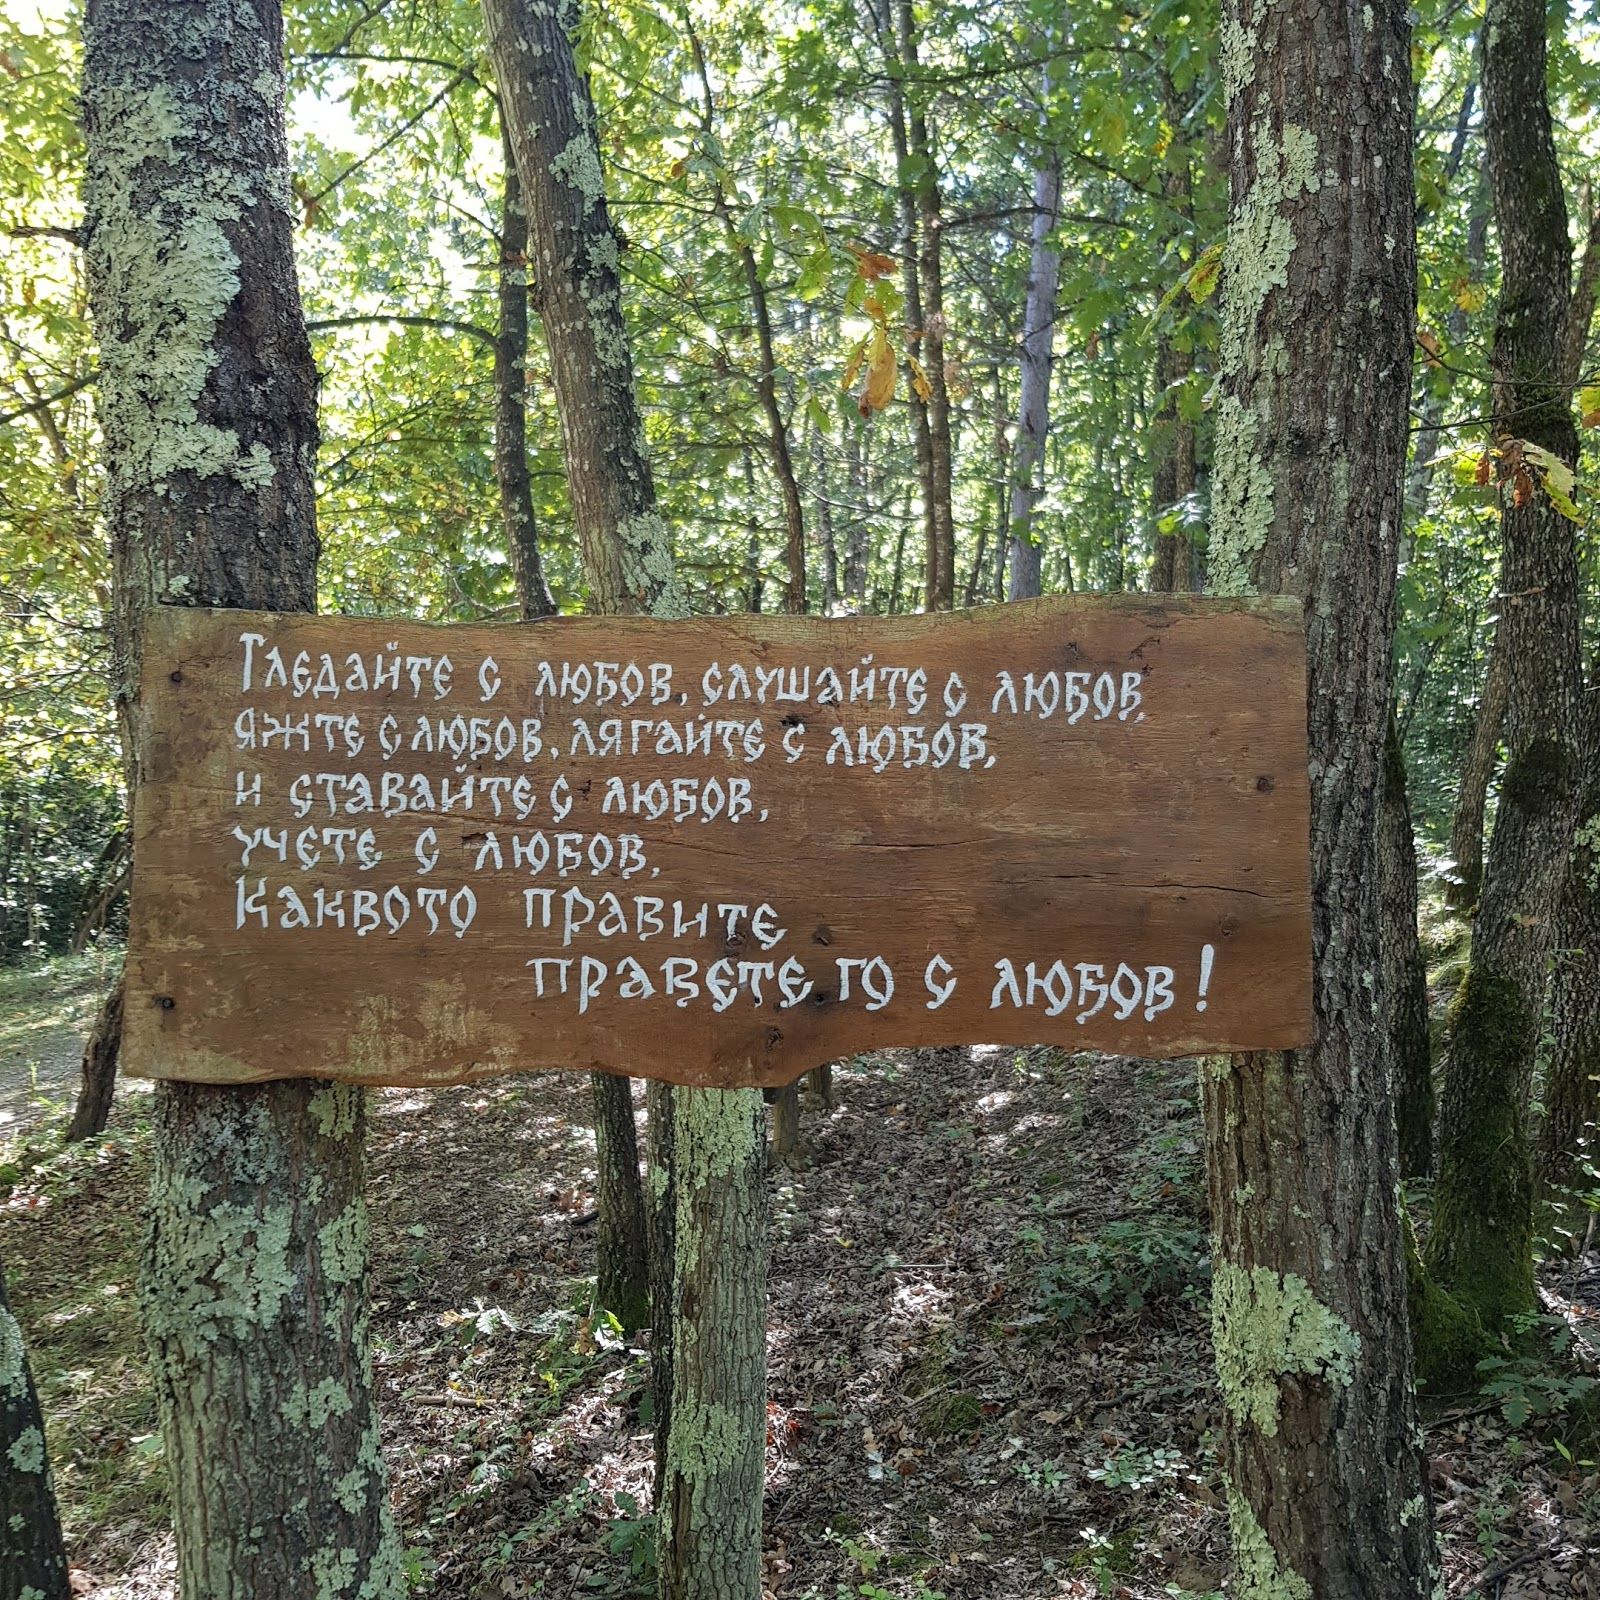 Гледайте с любов, слушайте с любов,
яжте с любов, лягайте с любов,
и ставайте с любов,
учете с любов,
Каквото правите
правете го с любов!